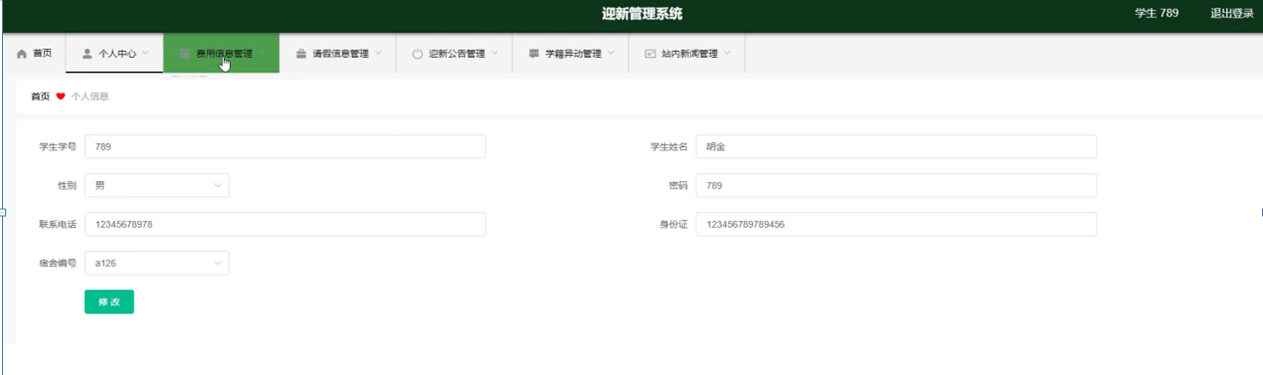 迎新管理系统
学生 789 退出登录
首页 个人中心 费用信息管理 请假信息管理 迎新公告管理 学籍异动管理 站内新闻管理
首页 个人信息
学生学号 789 学生姓名 胡金
性别 男 密码 789
联系电话 12345678978 身份证 123456789789456
宿舍编号 a126
修改